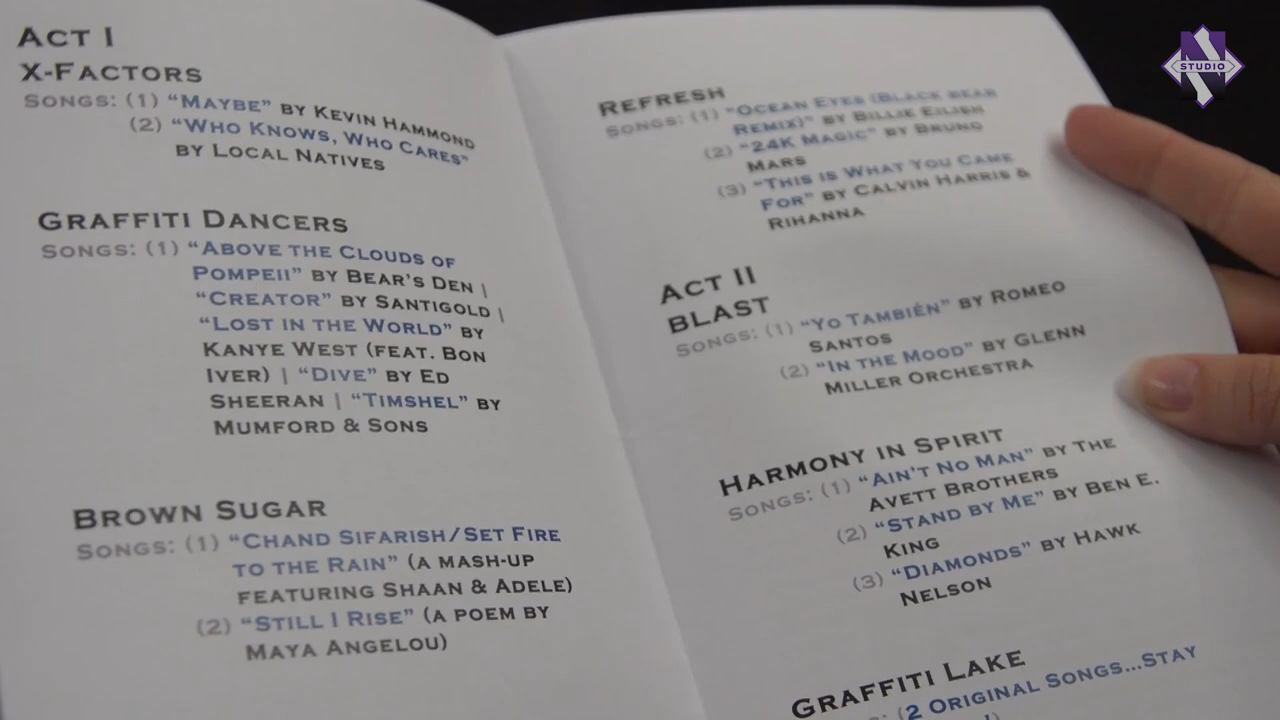 ACT I
X-FACTORS
SONGS: (1) "MAYBE" BY KEVIN HAMMOND
(2) "WHO KNOWS, WHO CARES"
BY LOCAL NATIVES
GRAFFITI DANCERS
SONGS: (1) "ABOVE THE CLOUDS OF
POMPEII" BY BEAR'S DEN |
"CREATOR" BY SANTIGOLD |
"LOST IN THE WORLD" BY
KANYE WEST (FEAT. BON
IVER) | "DIVE" BY ED
SHEERAN | "TIMSHEL" BY
MUMFORD & SONS
BROWN SUGAR
SONGS: (1) "CHAND SIFARISH/SET FIRE
TO THE RAIN" (A MASH-UP
FEATURING SHAAN & ADELE)
(2) "STILL I RISE" (A POEM BY
MAYA ANGELOU)
REFRESH
SONGS: (1) "OCEAN EYES (BLACK BEAR
REMIX)" BY BILLIE EILISH
(2) "24K MAGIC" BY BRUNO
MARS
(3) "THIS IS WHAT YOU CAME
FOR" BY CALVIN HARRIS &
RIHANNA
ACT II
BLAST
SONGS: (1) "YO TAMBIÉN" BY ROMEO
SANTOS
(2) "IN THE MOOD" BY GLENN
MILLER ORCHESTRA
HARMONY IN SPIRIT
SONGS: (1) "AIN'T NO MAN" BY THE
AVETT BROTHERS
(2) "STAND BY ME" BY BEN E.
KING
(3) "DIAMONDS" BY HAWK
NELSON
GRAFFITI LAKE
(2 ORIGINAL SONGS...STAY
N
STUDIO